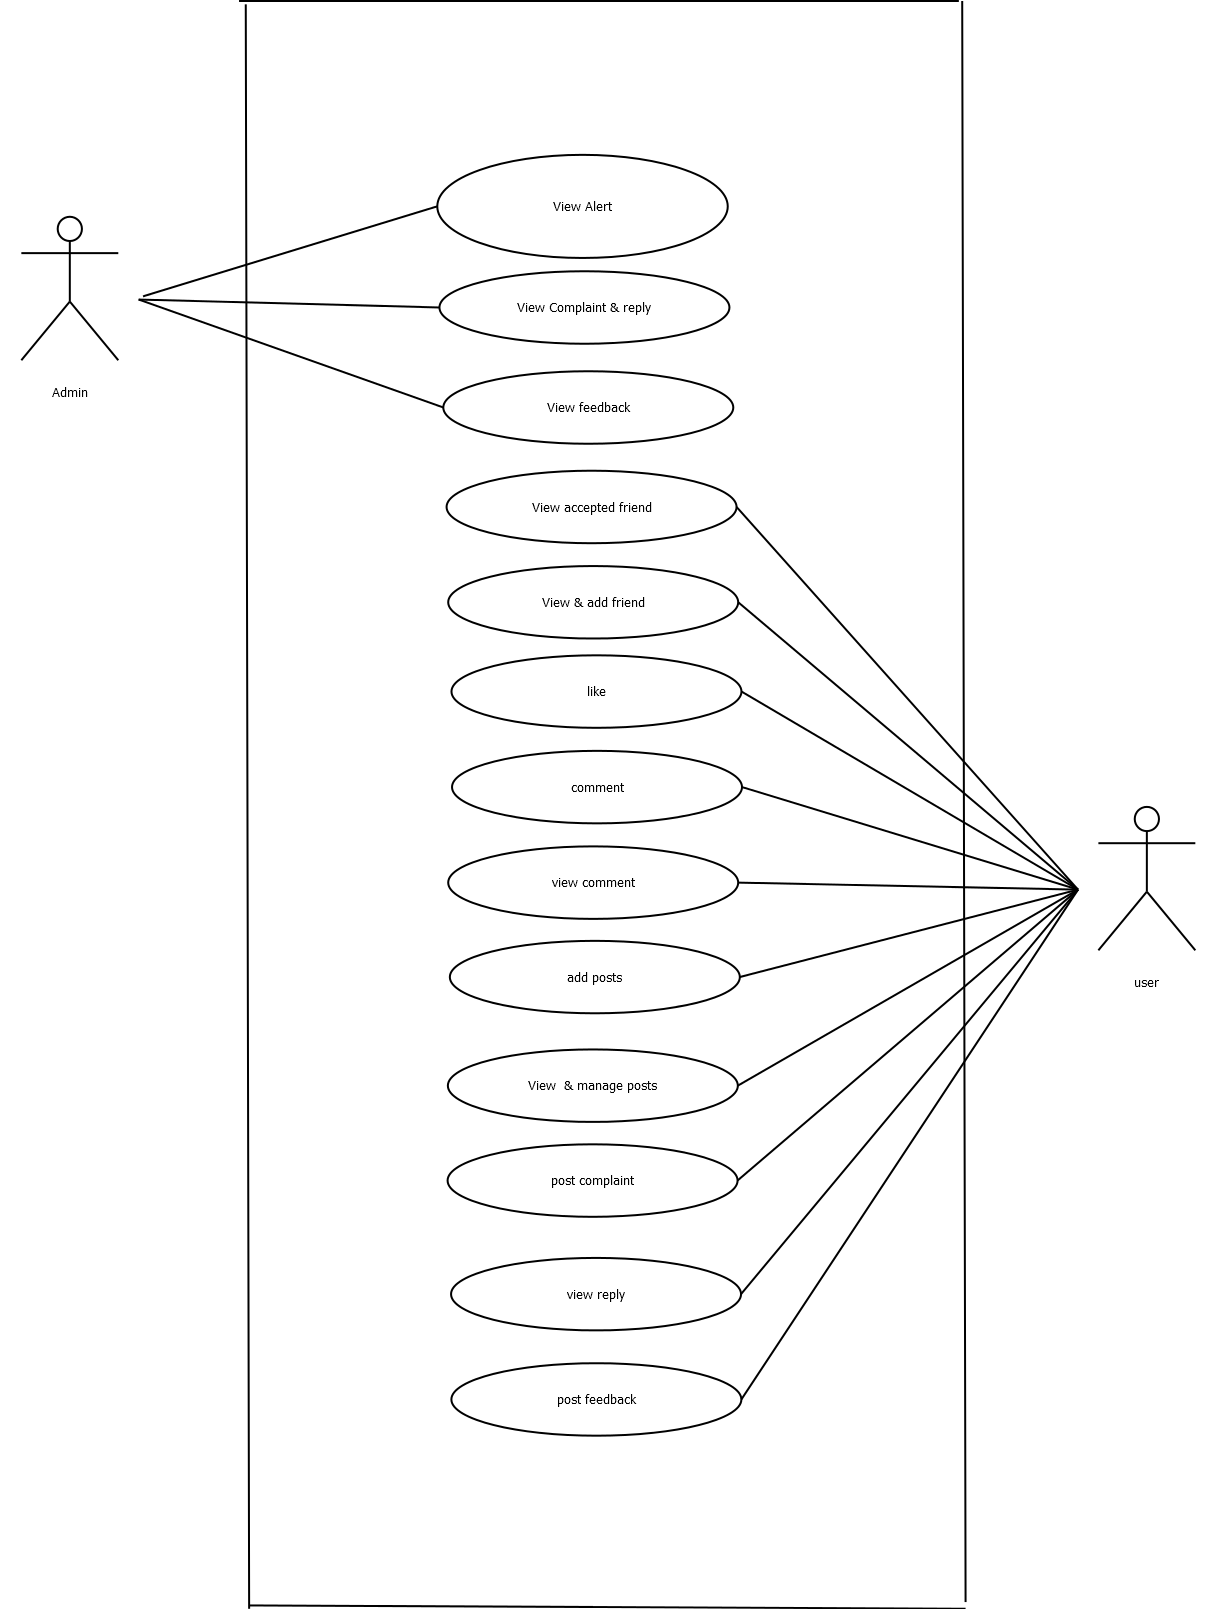 View Alert
View Complaint & reply
Admin
View feedback
View accepted friend
View & add friend
like
comment
view comment
add posts
user
View  & manage posts
post complaint
view reply
post feedback